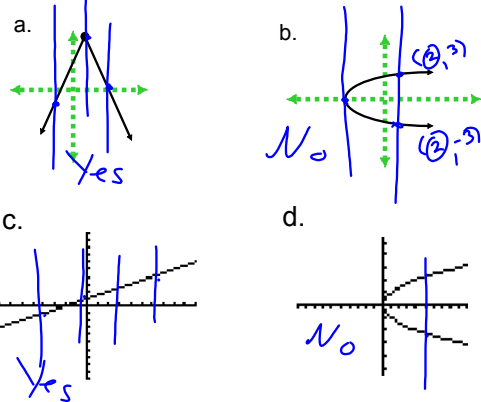 a.
Yes
b.
(2, 3)
(2, -3)
No
c.
Yes
d.
No